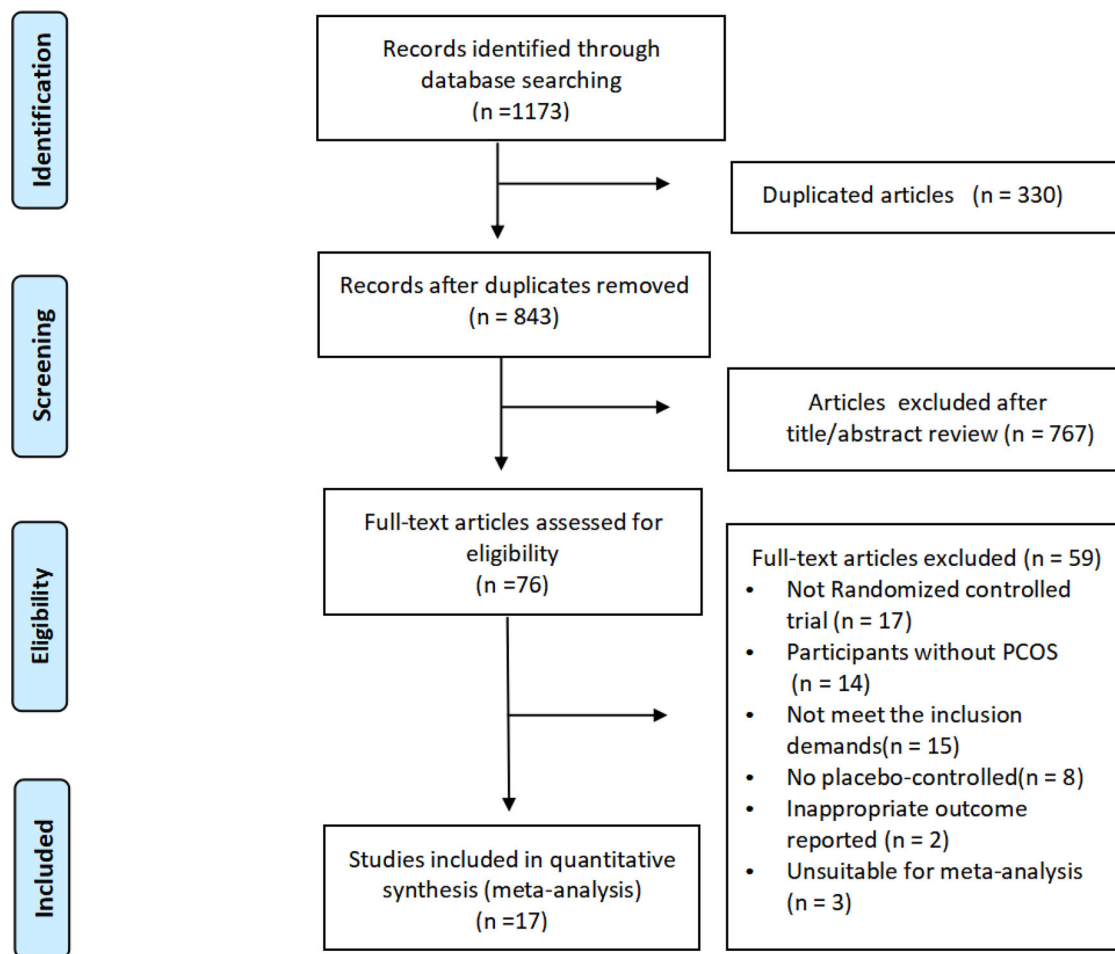 Identification
Records identified through
database searching
(n =1173)
Duplicated articles (n = 330)
Screening
Records after duplicates removed
(n = 843)
Articles excluded after
title/abstract review (n = 767)
Eligibility
Full-text articles assessed for
eligibility
(n =76)
Full-text articles excluded (n = 59)
• Not Randomized controlled
trial (n = 17)
• Participants without PCOS
(n = 14)
• Not meet the inclusion
demands(n = 15)
• No placebo-controlled(n = 8)
• Inappropriate outcome
reported (n = 2)
• Unsuitable for meta-analysis
(n = 3)
Included
Studies included in quantitative
synthesis (meta-analysis)
(n =17)